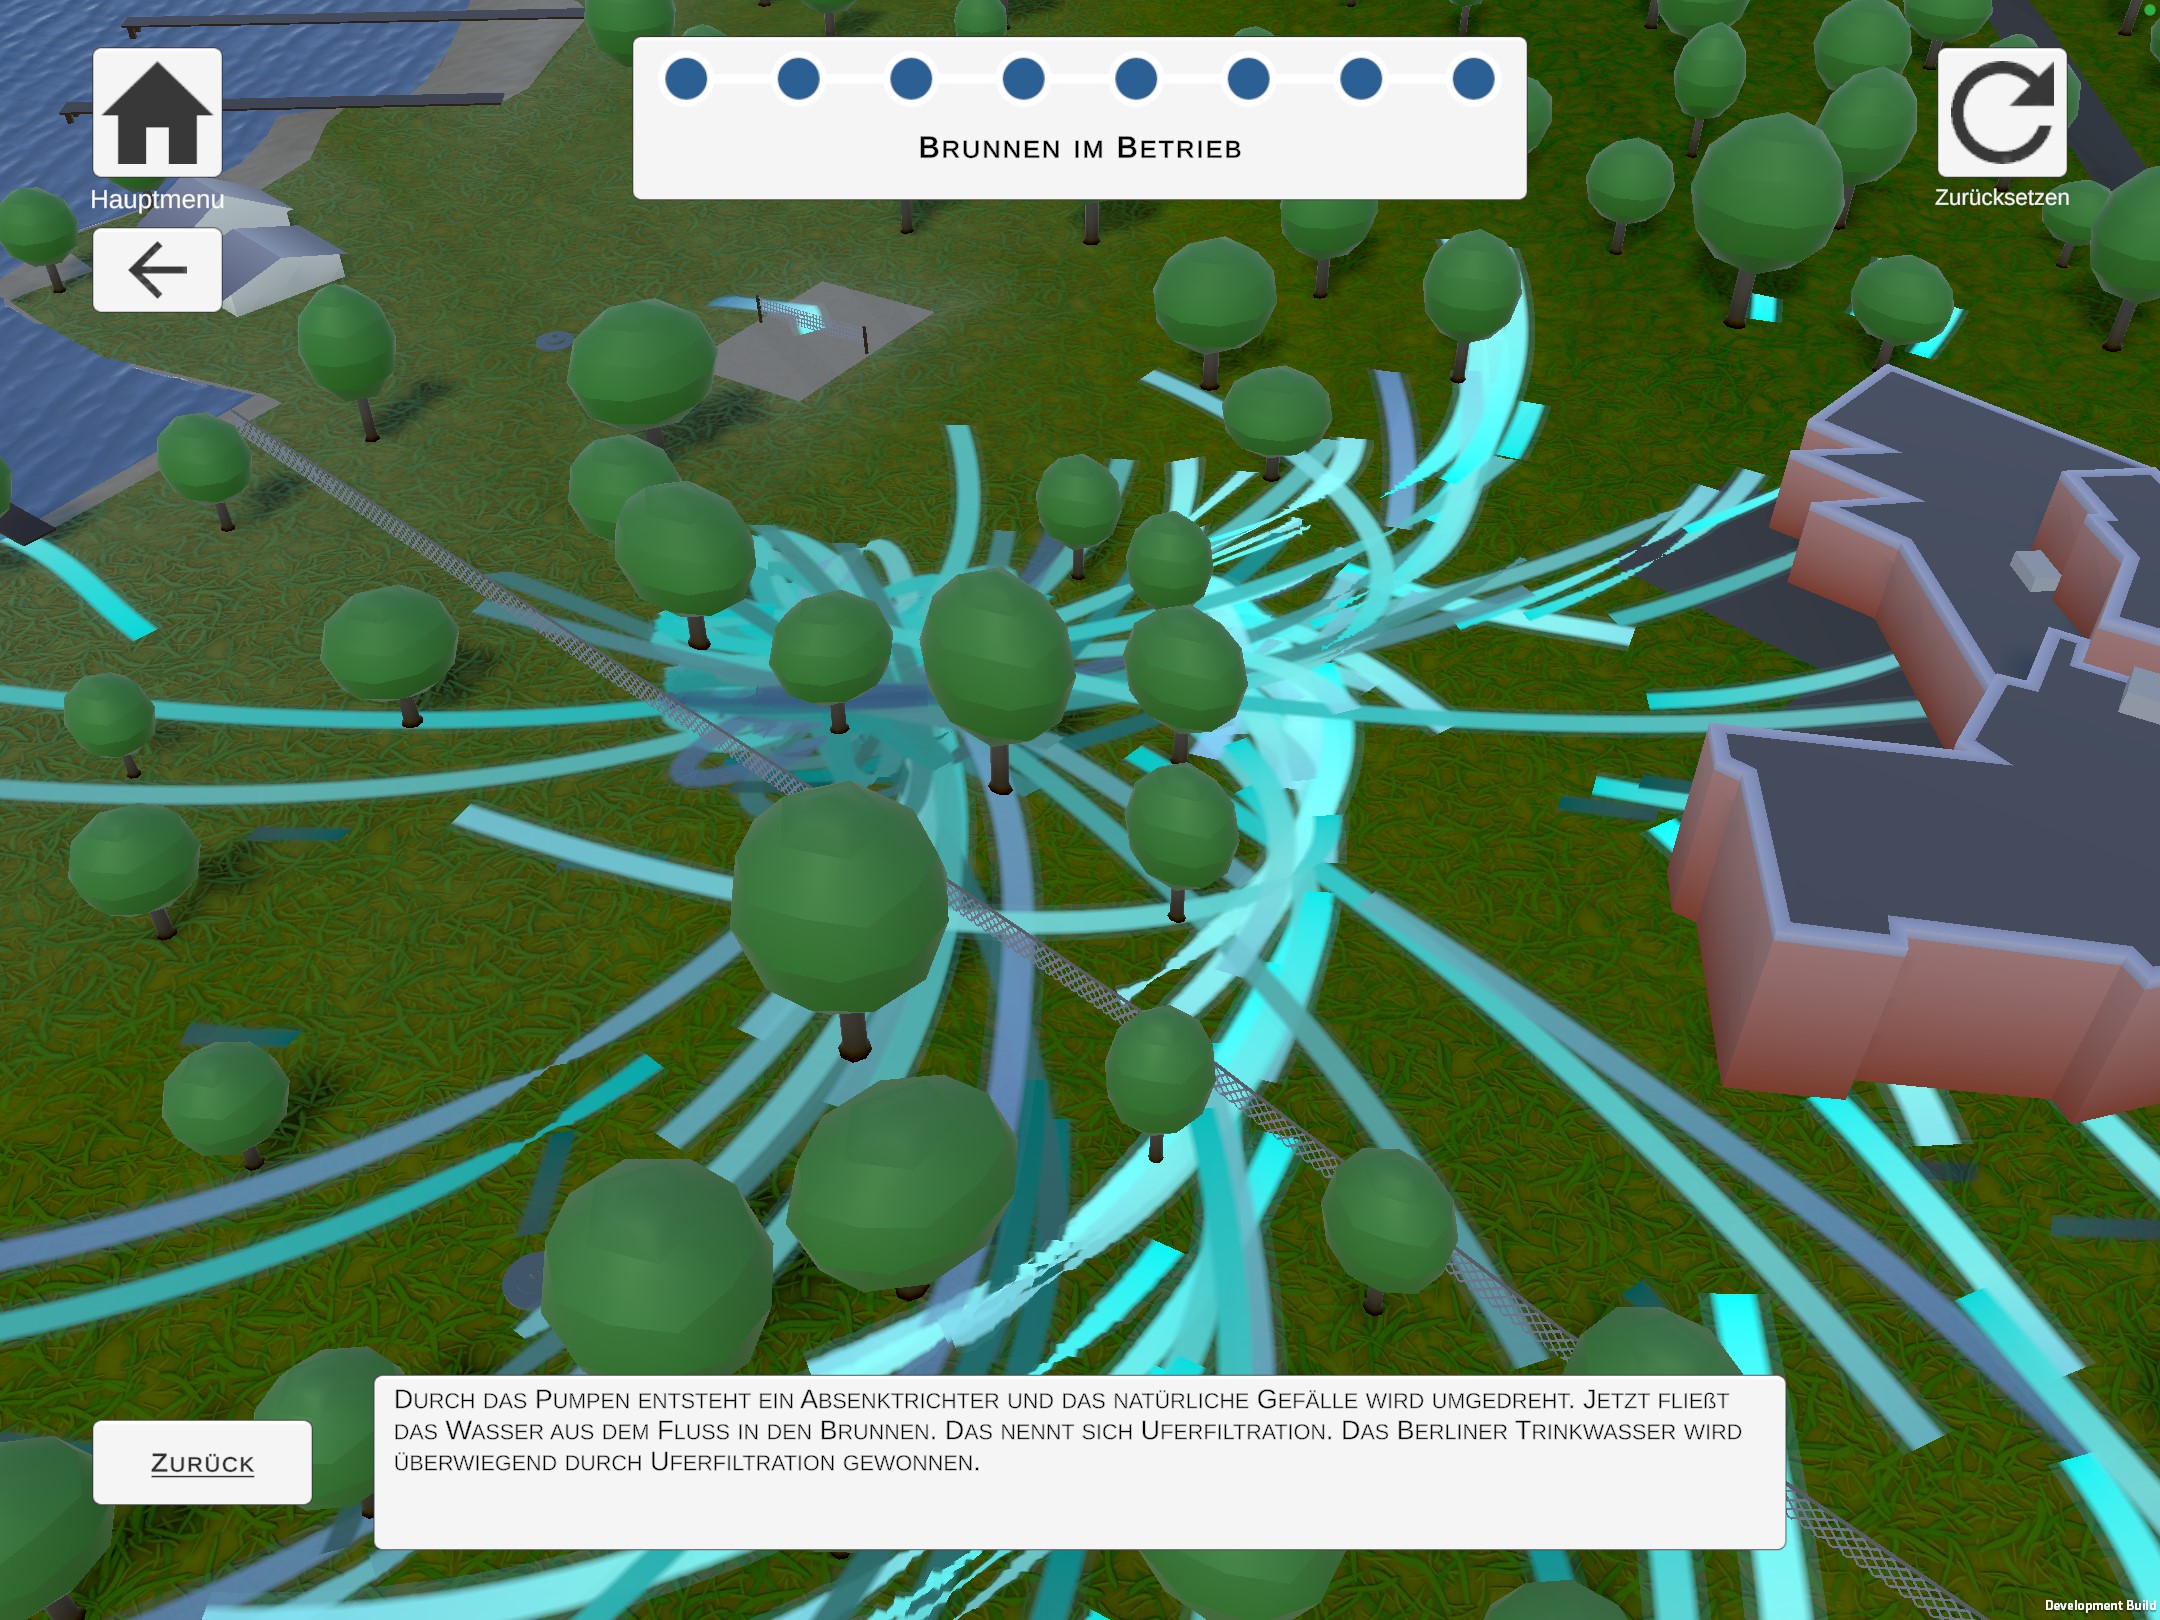 Brunnen im Betrieb
Hauptmenu
Zurücksetzen
Durch das Pumpen entsteht ein Absenktrichter und das natürliche Gefälle wird umgedreht. Jetzt fließt
das Wasser aus dem Fluss in den Brunnen. Das nennt sich Uferfiltration. Das Berliner Trinkwasser wird
überwiegend durch Uferfiltration gewonnen.
Zurück
Development Build